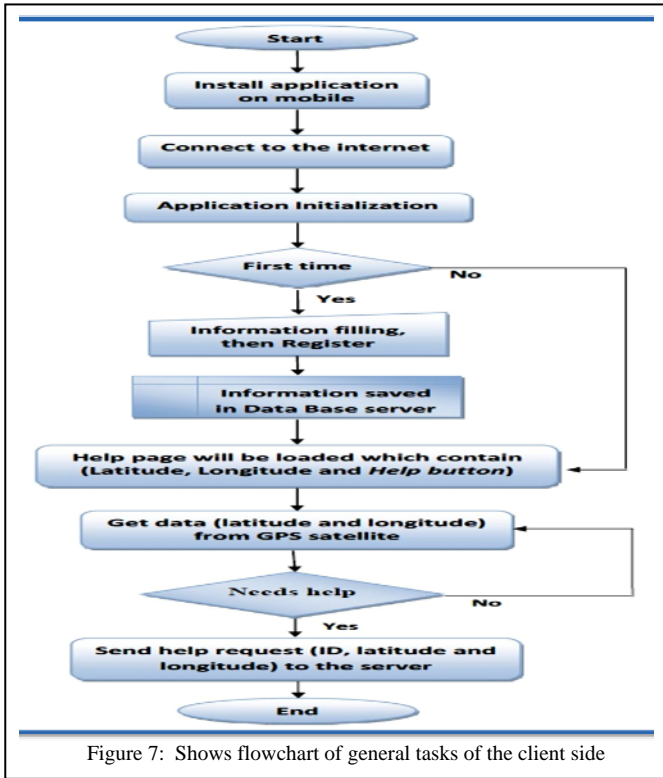 Start
Install application
on mobile
Connect to the internet
Application Initialization
First time
No
Yes
Information filling,
then Register
Information saved
in Data Base server
Help page will be loaded which contain
(Latitude, Longitude and Help button)
Get data (latitude and longitude)
from GPS satellite
Needs help
No
Yes
Send help request (ID, latitude and
longitude) to the server
End
Figure 7: Shows flowchart of general tasks of the client side